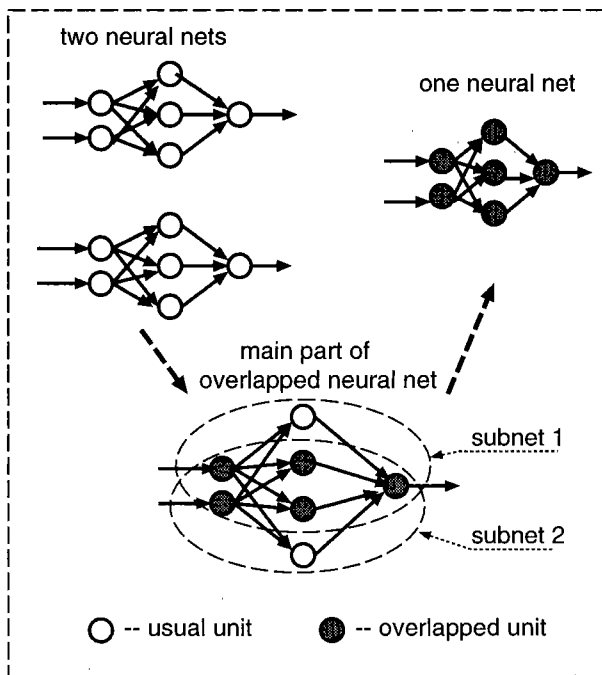 two neural nets
one neural net
main part of
overlapped neural net
subnet 1
subnet 2
-- usual unit
-- overlapped unit